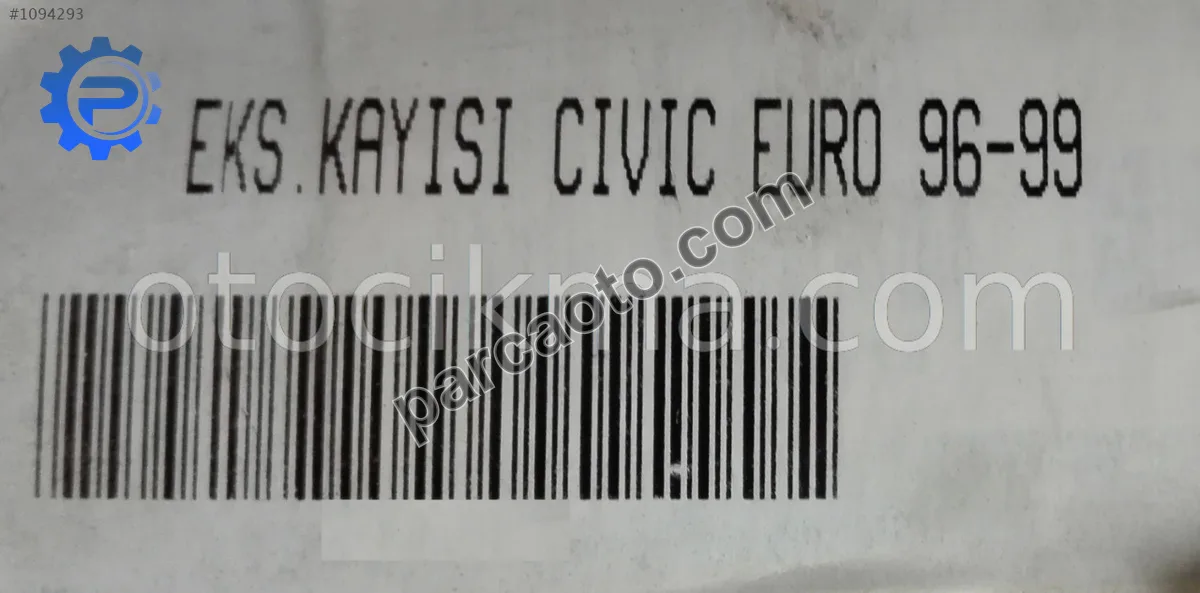 #1094293
EKS.KAYISI CIVIC EURO 96-99
parcaoto.com
otocikma.com